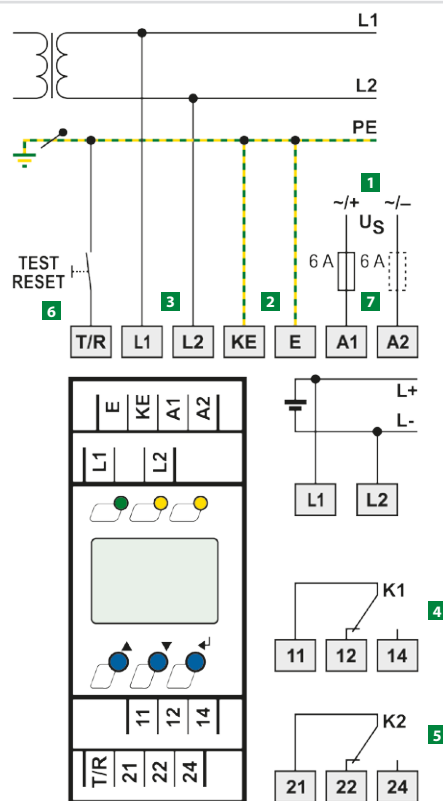 L1
L2
PE
1
~/+ ~/–
US
6 A 6 A
TEST
RESET
6 3 2 7
T/R L1 L2 KE E A1 A2
E KE A1 A2
L1 L2
L+
L-
L1 L2
K1
4
11 12 14
11 12 14
K2
5
T/R 21 22 24
21 22 24